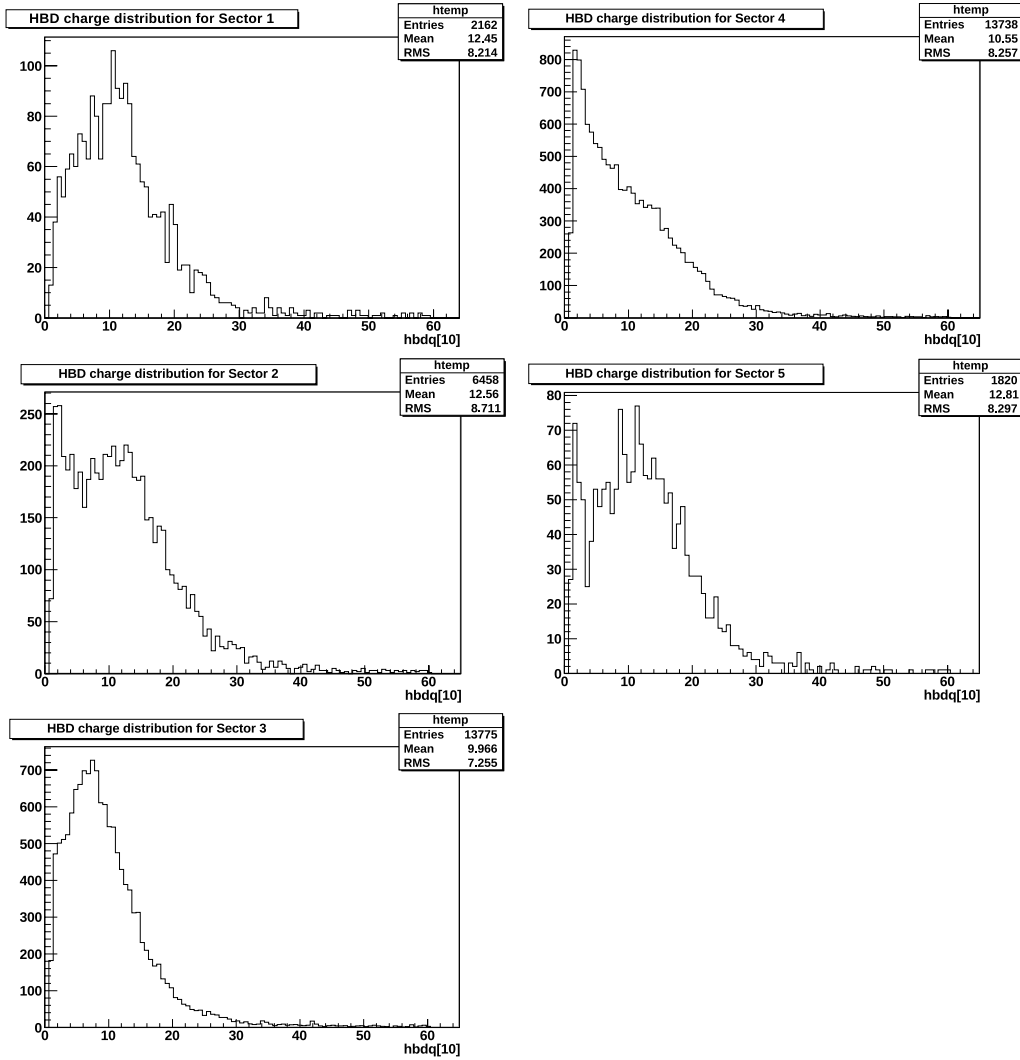 HBD charge distribution for Sector 1
htemp
Entries 2162
Mean 12.45
RMS 8.214
100
80
60
40
20
0
0 10 20 30 40 50 60
hbdq[10]
HBD charge distribution for Sector 4
htemp
Entries 13738
Mean 10.55
RMS 8.257
800
700
600
500
400
300
200
100
0
0 10 20 30 40 50 60
hbdq[10]
HBD charge distribution for Sector 2
htemp
Entries 6458
Mean 12.56
RMS 8.711
250
200
150
100
50
0
0 10 20 30 40 50 60
hbdq[10]
HBD charge distribution for Sector 5
htemp
Entries 1820
Mean 12.81
RMS 8.297
80
70
60
50
40
30
20
10
0
0 10 20 30 40 50 60
hbdq[10]
HBD charge distribution for Sector 3
htemp
Entries 13775
Mean 9.966
RMS 7.255
700
600
500
400
300
200
100
0
0 10 20 30 40 50 60
hbdq[10]